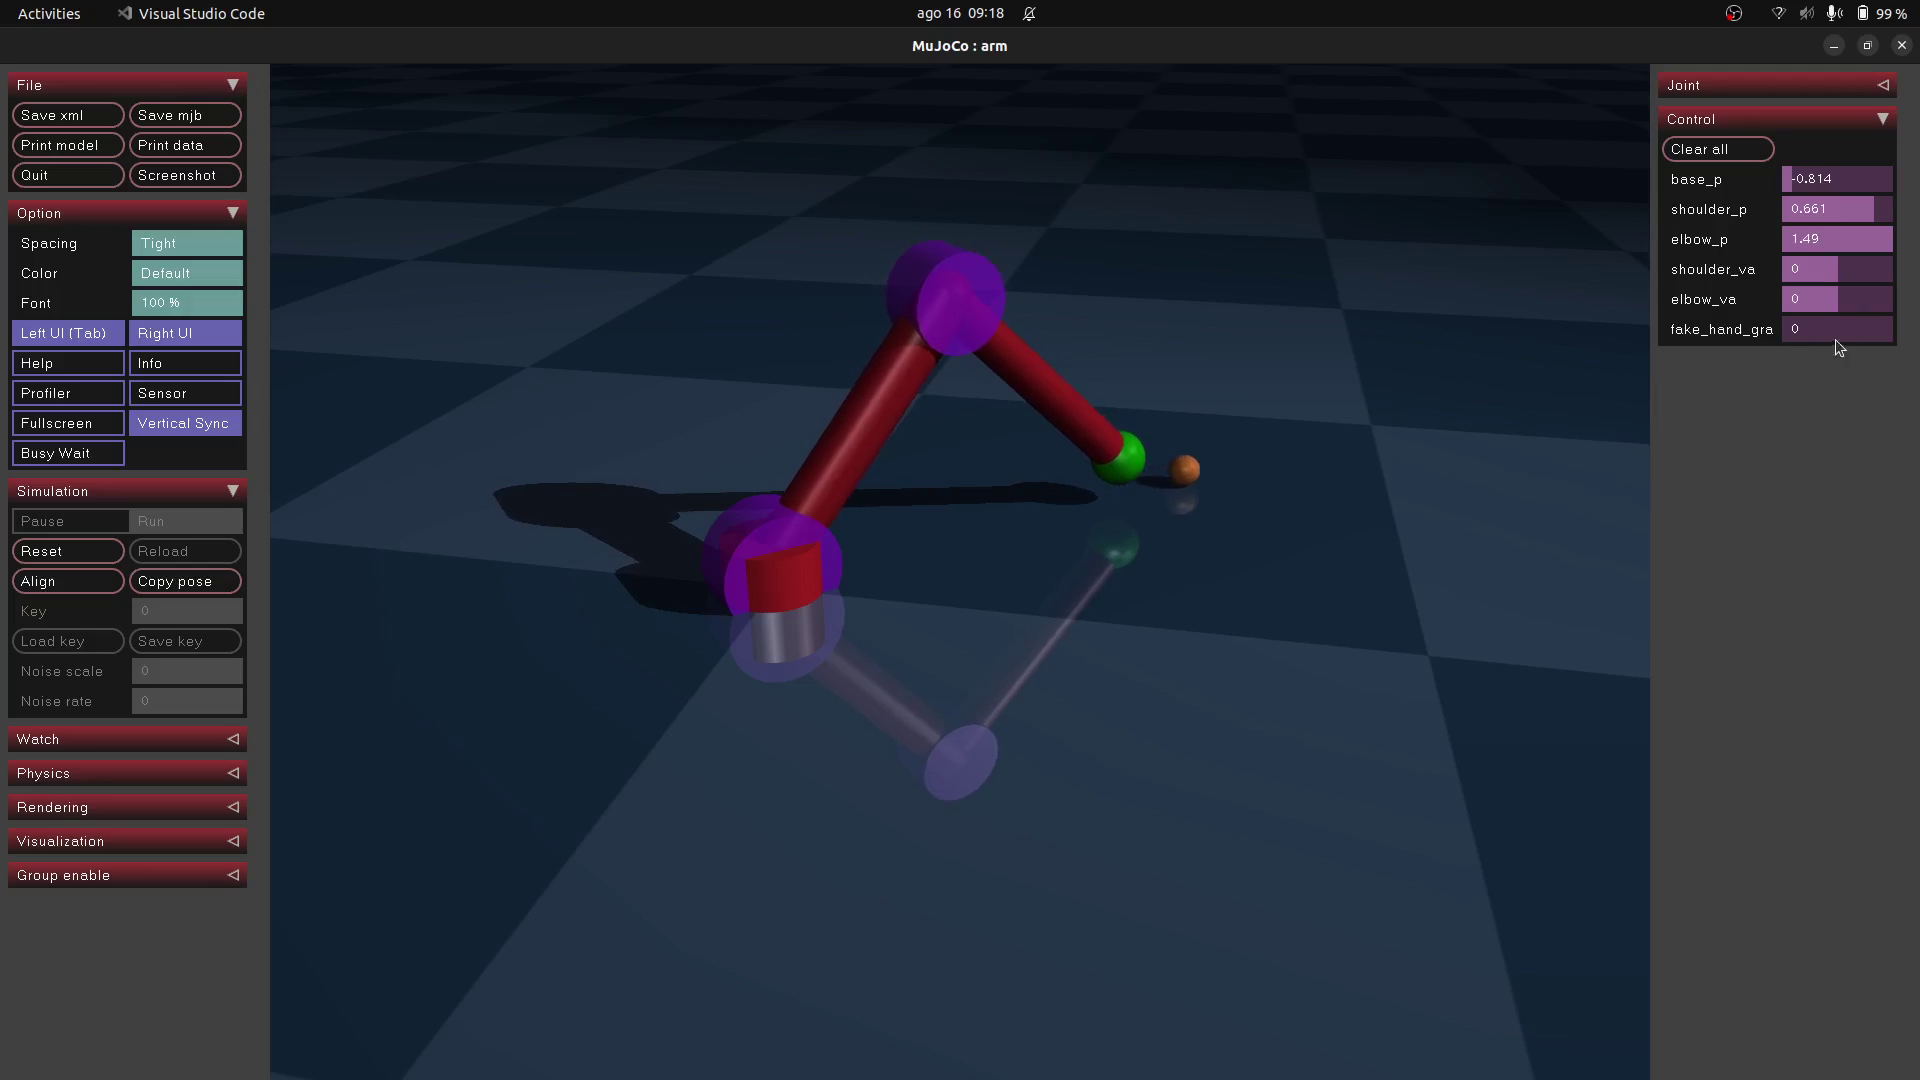 Activities Visual Studio Code ago 16 09:18 99 %
MuJoCo : arm
File
Save xml Save mjb
Print model Print data
Quit Screenshot
Option
Spacing Tight
Color Default
Font 100 %
Left UI (Tab) Right UI
Help Info
Profiler Sensor
Fullscreen Vertical Sync
Busy Wait
Simulation
Pause Run
Reset Reload
Align Copy pose
Key 0
Load key Save key
Noise scale 0
Noise rate 0
Watch
Physics
Rendering
Visualization
Group enable
Joint
Control
Clear all
base_p -0.814
shoulder_p 0.661
elbow_p 1.49
shoulder_va 0
elbow_va 0
fake_hand_gra 0